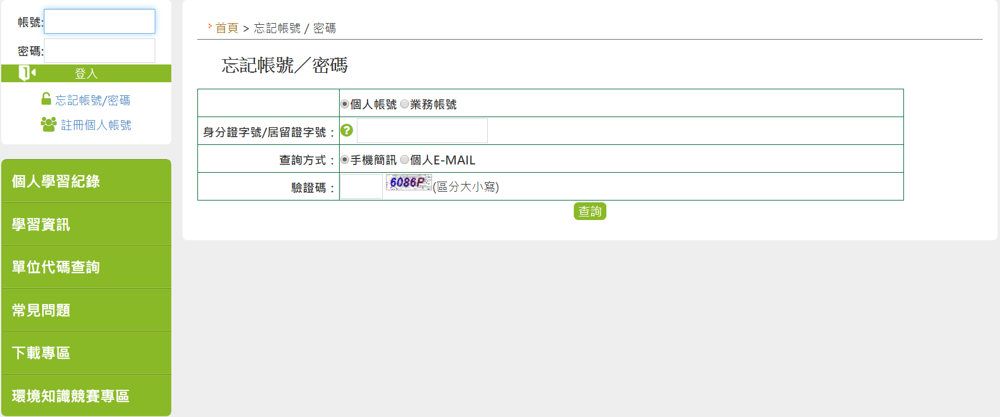 帳號:
密碼:
登入
忘記帳號/密碼
註冊個人帳號
個人學習紀錄
學習資訊
單位代碼查詢
常見問題
下載專區
環境知識競賽專區
首頁 > 忘記帳號 / 密碼
忘記帳號／密碼
個人帳號 業務帳號
身分證字號/居留證字號：
查詢方式： 手機簡訊 個人E-MAIL
驗證碼： 6086P (區分大小寫)
查詢